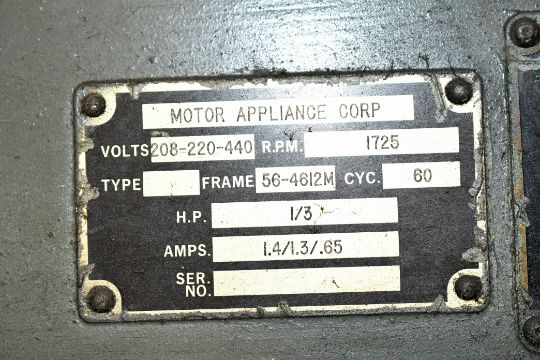 MOTOR APPLIANCE CORP
VOLTS 208-220-440 R.P.M. 1725
TYPE FRAME 56-4612M CYC. 60
H.P. 1/3
AMPS. 1.4/1.3/.65
SER. NO.